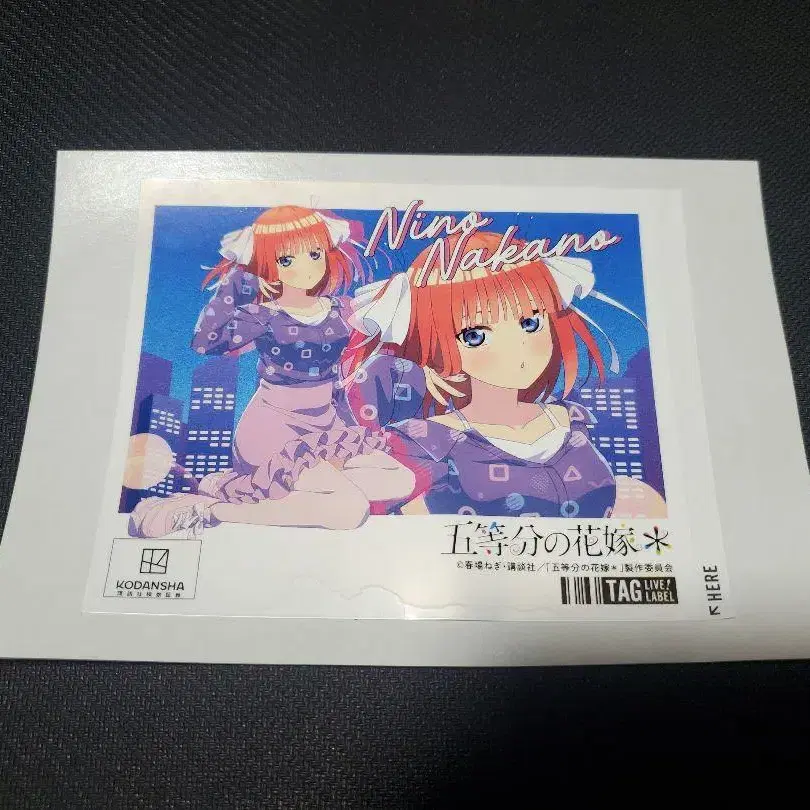 Nino
Nakano
五等分の花嫁*
©春場ねぎ・講談社/「五等分の花嫁*」製作委員会
KODANSHA
TAG LIVE! LABEL
HERE